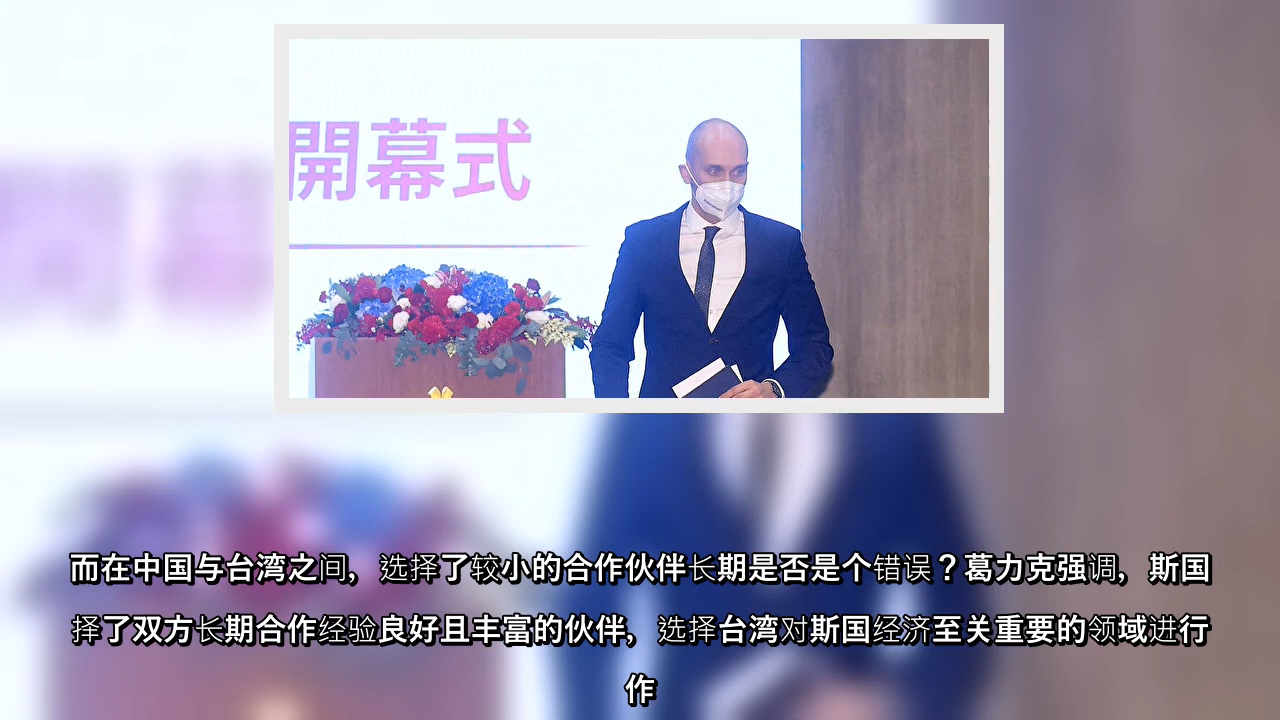 開幕式
而在中国与台湾之间，选择了较小的合作伙伴长期是否是个错误？葛力克强调，斯国
择了双方长期合作经验良好且丰富的伙伴，选择台湾对斯国经济至关重要的领域进行
作